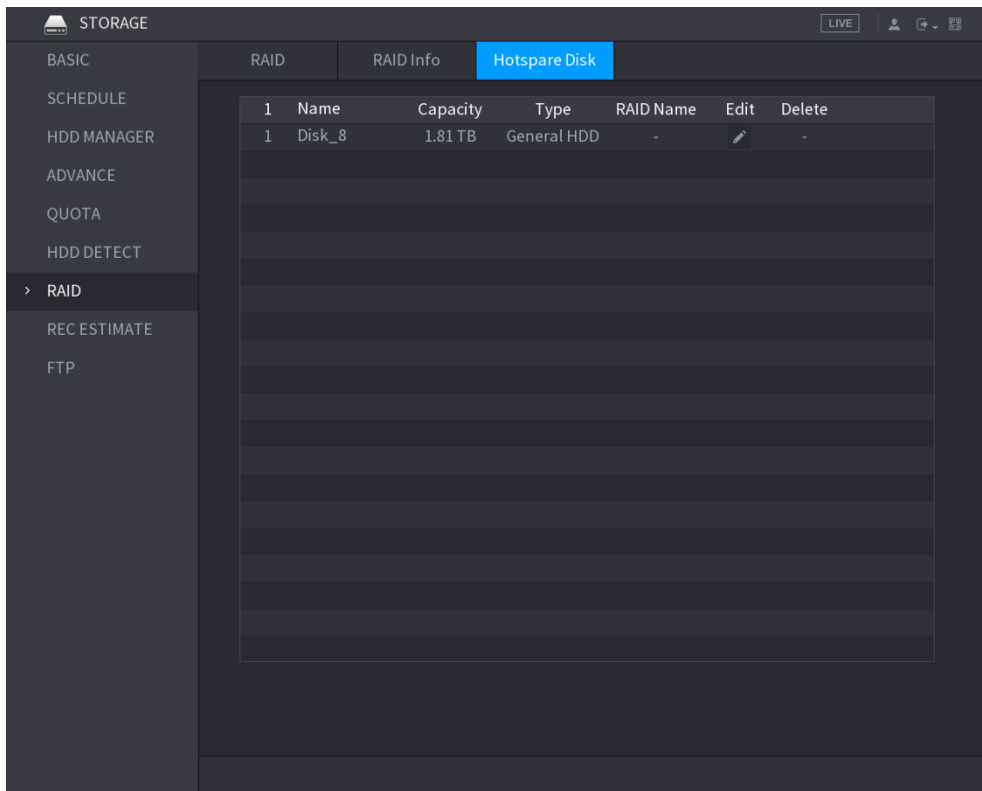 STORAGE LIVE
BASIC
SCHEDULE
HDD MANAGER
ADVANCE
QUOTA
HDD DETECT
> RAID
REC ESTIMATE
FTP
RAID RAID Info Hotspare Disk
1 Name Capacity Type RAID Name Edit Delete
1 Disk_8 1.81 TB General HDD - -